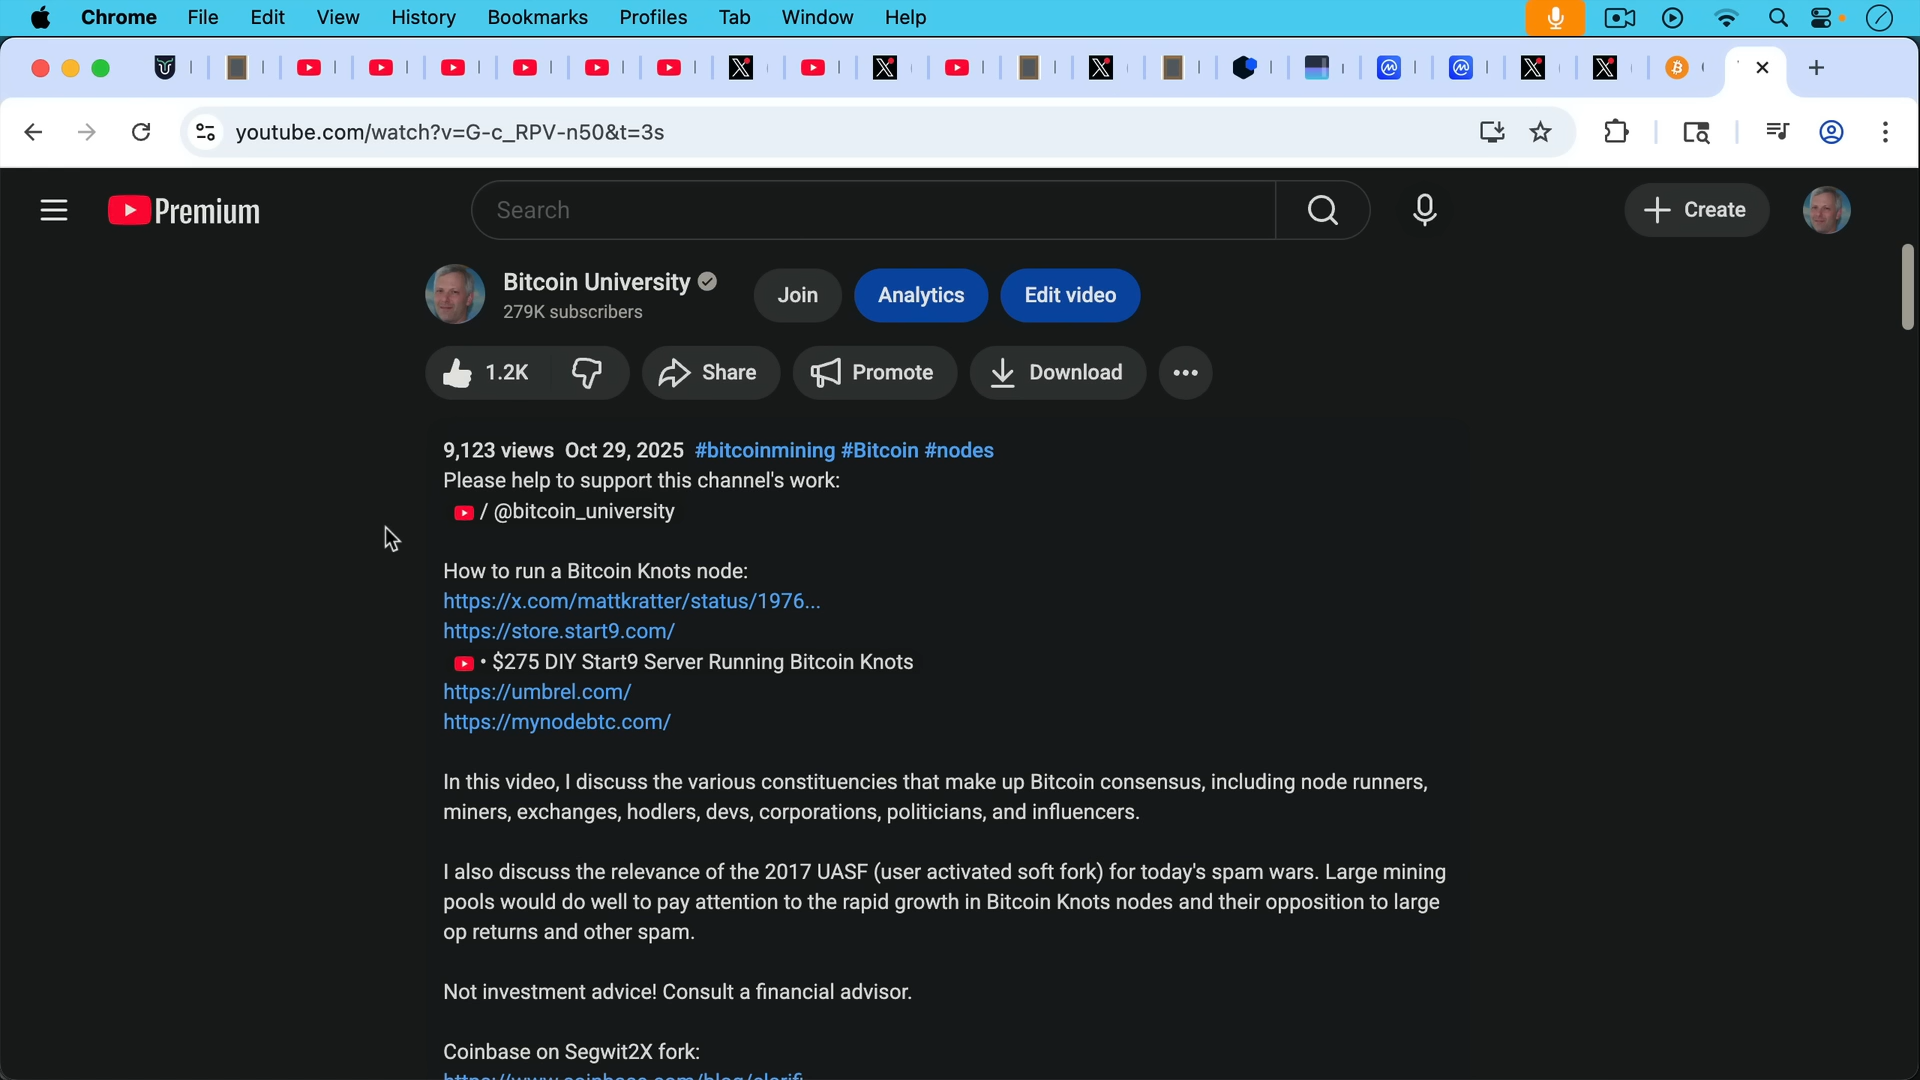 Chrome File Edit View History Bookmarks Profiles Tab Window Help
youtube.com/watch?v=G-c_RPV-n50&t=3s
Premium
Search
Create
Bitcoin University
279K subscribers
Join
Analytics
Edit video
1.2K
Share
Promote
Download
9,123 views Oct 29, 2025 #bitcoinmining #Bitcoin #nodes
Please help to support this channel's work:
/ @bitcoin_university
How to run a Bitcoin Knots node:
https://x.com/mattkratter/status/1976...
https://store.start9.com/
• $275 DIY Start9 Server Running Bitcoin Knots
https://umbrel.com/
https://mynodebtc.com/
In this video, I discuss the various constituencies that make up Bitcoin consensus, including node runners,
miners, exchanges, hodlers, devs, corporations, politicians, and influencers.
I also discuss the relevance of the 2017 UASF (user activated soft fork) for today's spam wars. Large mining
pools would do well to pay attention to the rapid growth in Bitcoin Knots nodes and their opposition to large
op returns and other spam.
Not investment advice! Consult a financial advisor.
Coinbase on Segwit2X fork: